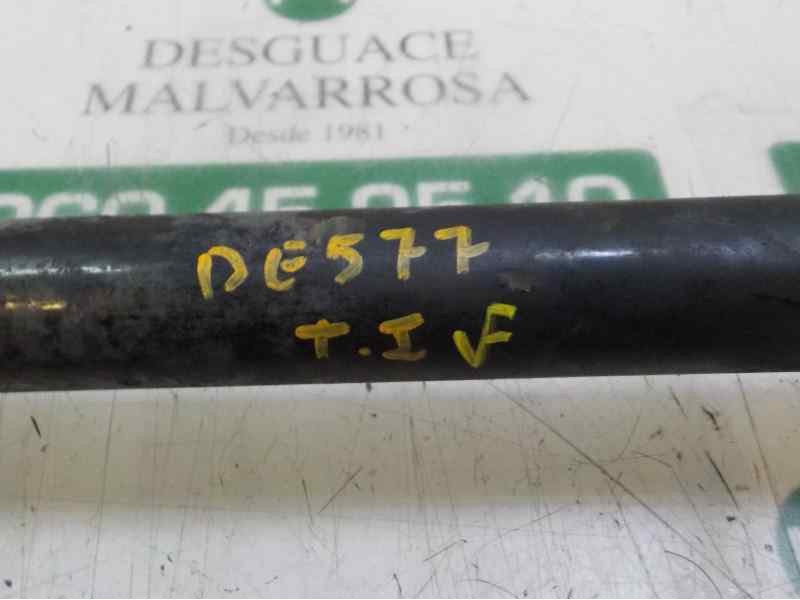 DESGUACE
MALVARROSA
Desde 1981
DE577
T.I